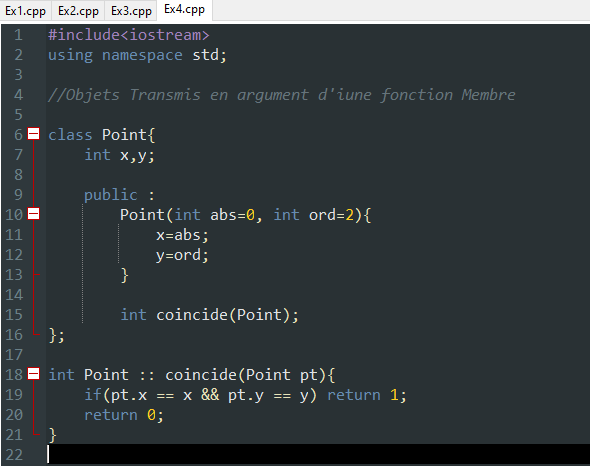 Ex1.cpp Ex2.cpp Ex3.cpp Ex4.cpp
1 #include<iostream>
2 using namespace std;
3
4 //Objets Transmis en argument d'iune fonction Membre
5
6 class Point{
7 int x,y;
8
9 public :
10 Point(int abs=0, int ord=2){
11 x=abs;
12 y=ord;
13 }
14
15 int coincide(Point);
16 };
17
18 int Point :: coincide(Point pt){
19 if(pt.x == x && pt.y == y) return 1;
20 return 0;
21 }
22